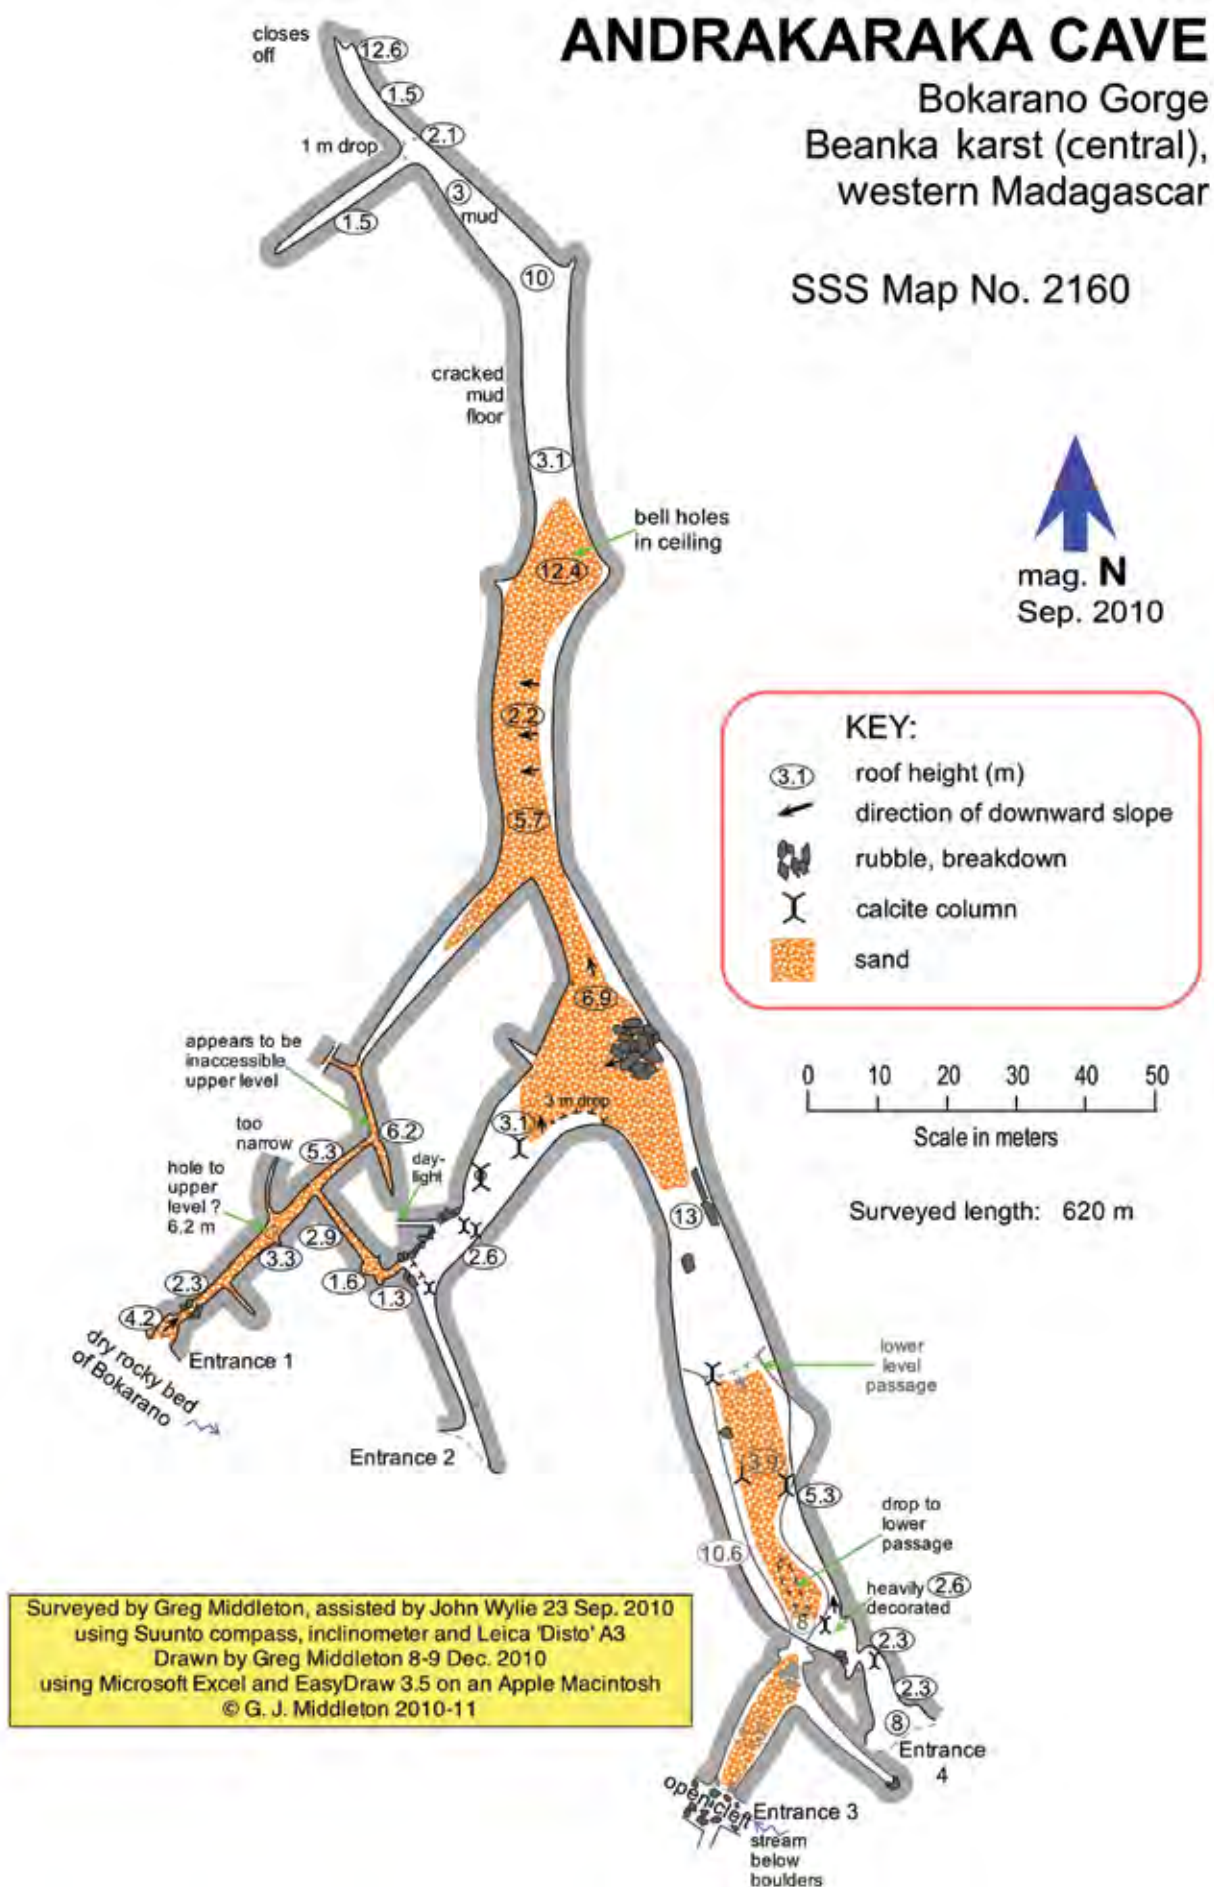 ANDRAKARAKA CAVE
Bokarano Gorge
Beanka karst (central),
western Madagascar
SSS Map No. 2160
closes
off
12.6
1.5
2.1
1 m drop
3
mud
1.5
10
cracked
mud
floor
3.1
bell holes
in ceiling
12.4
mag. N
Sep. 2010
2.2
5.7
KEY:
3.1 roof height (m)
direction of downward slope
rubble, breakdown
calcite column
sand
6.9
0 10 20 30 40 50
Scale in meters
Surveyed length: 620 m
appears to be
inaccessible
upper level
3 m drop
3.1
too
narrow
5.3
6.2
day-
light
hole to
upper
level ?
6.2 m
2.9
3.3
2.6
13
2.3
1.6
1.3
4.2
Entrance 1
dry rocky bed
of Bokarano
Entrance 2
lower
level
passage
3.9
5.3
drop to
lower
passage
10.6
heavily 2.6
decorated
8
2.3
2.3
8
Entrance
4
Surveyed by Greg Middleton, assisted by John Wylie 23 Sep. 2010
using Suunto compass, inclinometer and Leica 'Disto' A3
Drawn by Greg Middleton 8-9 Dec. 2010
using Microsoft Excel and EasyDraw 3.5 on an Apple Macintosh
© G. J. Middleton 2010-11
open cleft
Entrance 3
stream
below
boulders